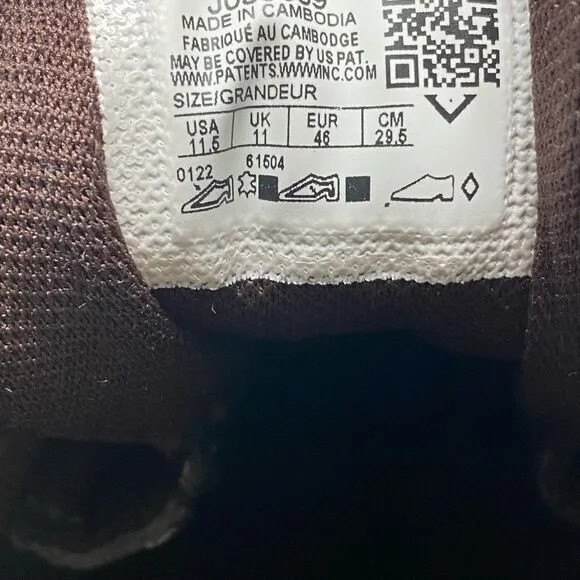 MADE IN CAMBODIA
FABRIQUÉ AU CAMBODGE
MAY BE COVERED BY US PAT.
WWW.PATENTS.WWWINC.COM
SIZE/GRANDEUR
USA UK EUR CM
11.5 11 46 29.5
0122 61504